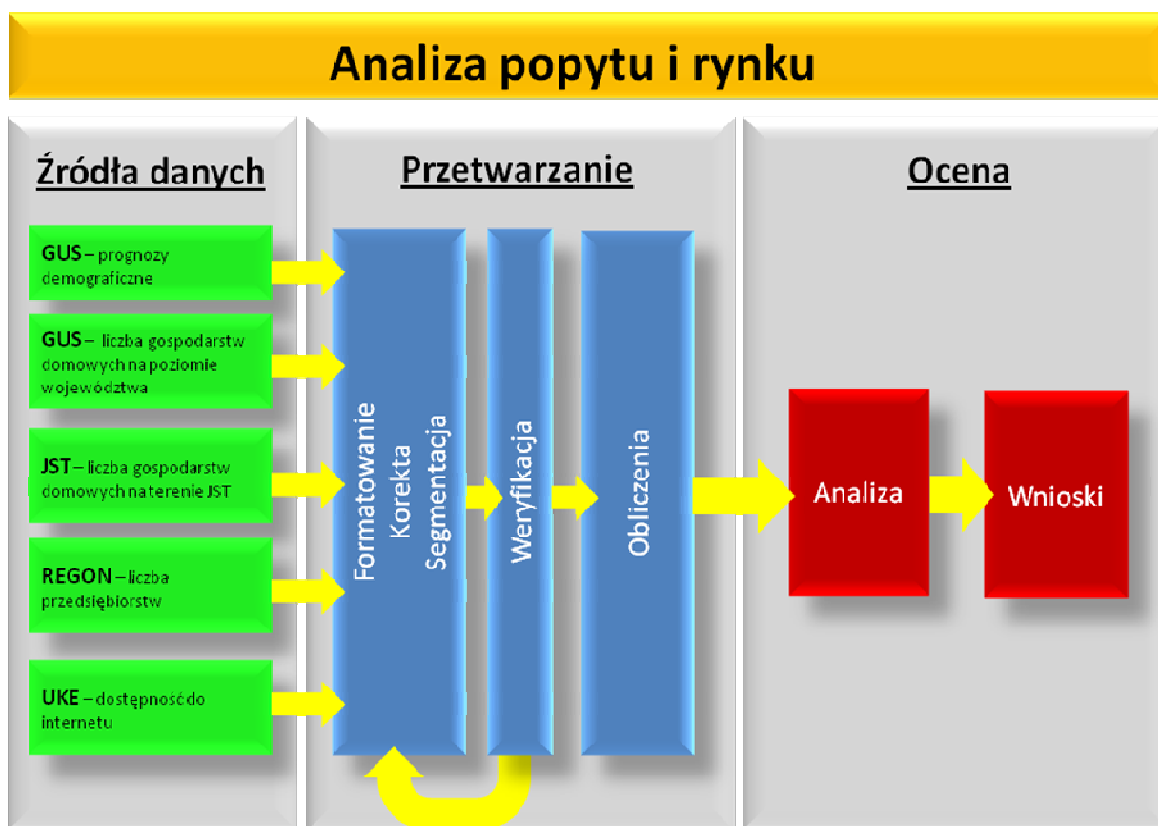 Analiza popytu i rynku
Źródła danych
GUS – prognozy
demograficzne
GUS – liczba gospodarstw
domowych na poziomie
województwa
JST – liczba gospodarstw
domowych na terenie JST
REGON – liczba
przedsiębiorstw
UKE – dostępność do
internetu
Przetwarzanie
Formatowanie
Korekta
Segmentacja
Weryfikacja
Obliczenia
Ocena
Analiza
Wnioski